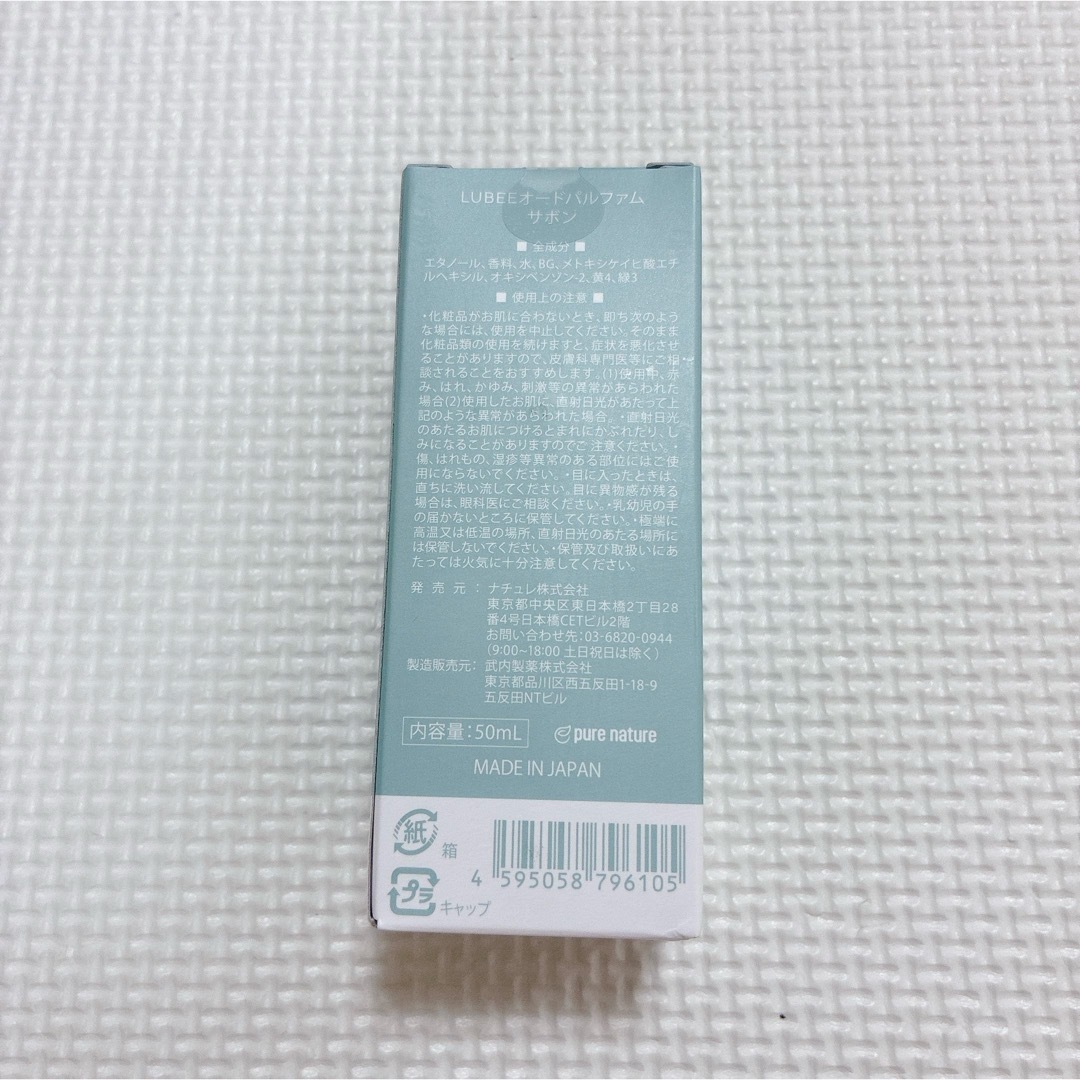 LUBEEオードパルファム
サボン
■ 全成分 ■
エタノール、香料、水、BG、メトキシケイヒ酸エチ
ルヘキシル、オキシベンゾン-2、黄4、緑3
■ 使用上の注意 ■
・化粧品がお肌に合わないとき、即ち次のよう
な場合には、使用を中止してください。そのまま
化粧品類の使用を続けますと、症状を悪化させ
ることがありますので、皮膚科専門医等にご相
談されることをおすすめします。(1)使用中、赤
み、はれ、かゆみ、刺激等の異常があらわれた
場合(2)使用したお肌に、直射日光があたって上
記のような異常があらわれた場合。・直射日光
のあたるお肌につけるとまれにかぶれたり、し
みになることがありますのでご 注意ください。・
傷、はれもの、湿疹等異常のある部位にはご使
用にならないでください。・目に入ったときは、
直ちに洗い流してください。目に異物感が残る
場合は、眼科医にご相談ください。・乳幼児の手
の届かないところに保管してください。・極端に
高温又は低温の場所、直射日光のあたる場所に
は保管しないでください。・保管及び取扱いにあ
たっては火気に十分注意してください。
発売元：ナチュレ株式会社
東京都中央区東日本橋2丁目28
番4号日本橋CETビル2階
お問い合わせ先：03-6820-0944
(9:00~18:00 土日祝日は除く)
製造販売元：武内製薬株式会社
東京都品川区西五反田1-18-9
五反田NTビル
内容量：50mL
pure nature
MADE IN JAPAN
紙
箱
プラ
キャップ
4 595058 796105